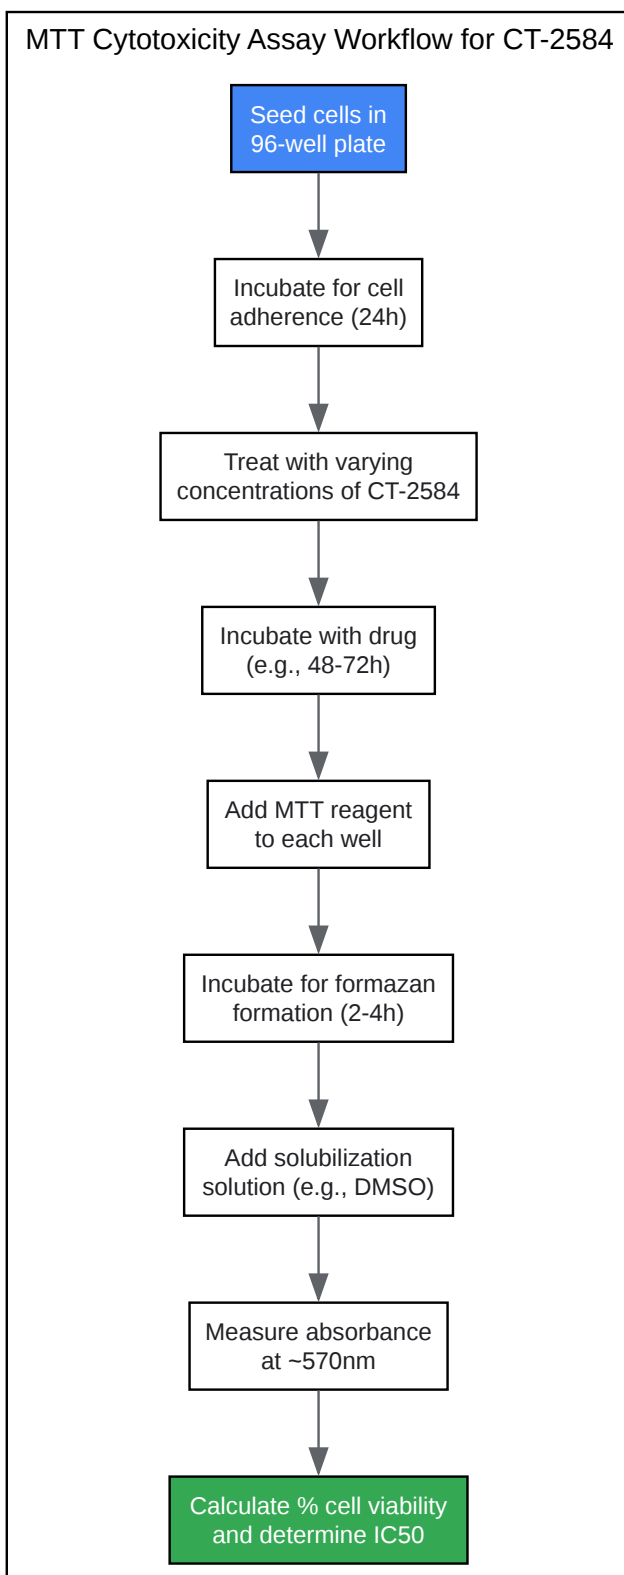 MTT Cytotoxicity Assay Workflow for CT-2584
Seed cells in
96-well plate
Incubate for cell
adherence (24h)
Treat with varying
concentrations of CT-2584
Incubate with drug
(e.g., 48-72h)
Add MTT reagent
to each well
Incubate for formazan
formation (2-4h)
Add solubilization
solution (e.g., DMSO)
Measure absorbance
at ~570nm
Calculate % cell viability
and determine IC50